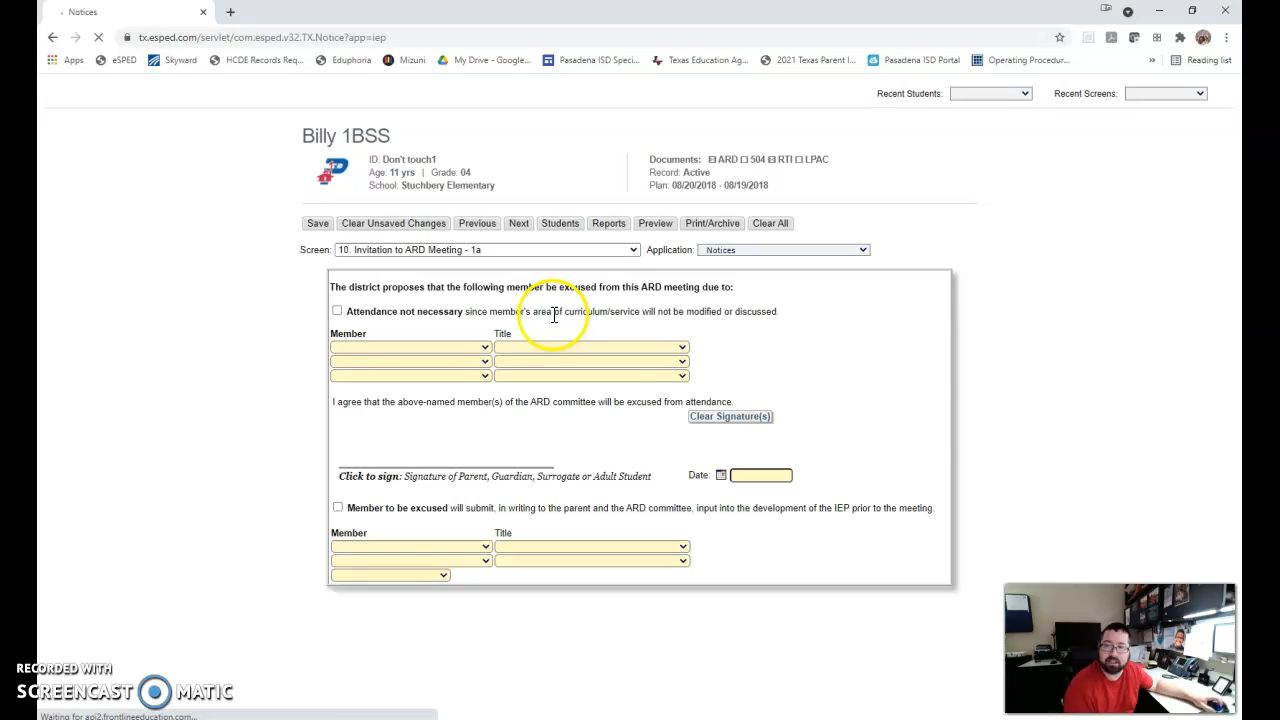 Notices
tx.esped.com/servlet/com.esped.v32.TX.Notice?app=iep
Apps eSPED Skyward HCDE Records Req... Eduphoria Mizuni My Drive - Google... Pasadena ISD Speci... Texas Education Ag... 2021 Texas Parent I... Pasadena ISD Portal Operating Procedur... » Reading list
Recent Students: Recent Screens:
Billy 1BSS
ID: Don't touch1
Age: 11 yrs | Grade: 04
School: Stuchbery Elementary
Documents: ARD 504 RTI LPAC
Record: Active
Plan: 08/20/2018 - 08/19/2018
Save Clear Unsaved Changes Previous Next Students Reports Preview Print/Archive Clear All
Screen: 10. Invitation to ARD Meeting - 1a Application: Notices
The district proposes that the following member be excused from this ARD meeting due to:
Attendance not necessary since member's area of curriculum/service will not be modified or discussed.
Member Title
I agree that the above-named member(s) of the ARD committee will be excused from attendance.
Clear Signature(s)
Click to sign: Signature of Parent, Guardian, Surrogate or Adult Student Date:
Member to be excused will submit, in writing to the parent and the ARD committee, input into the development of the IEP prior to the meeting.
Member Title
RECORDED WITH
SCREENCAST MATIC
Waiting for api2.frontlineeducation.com...